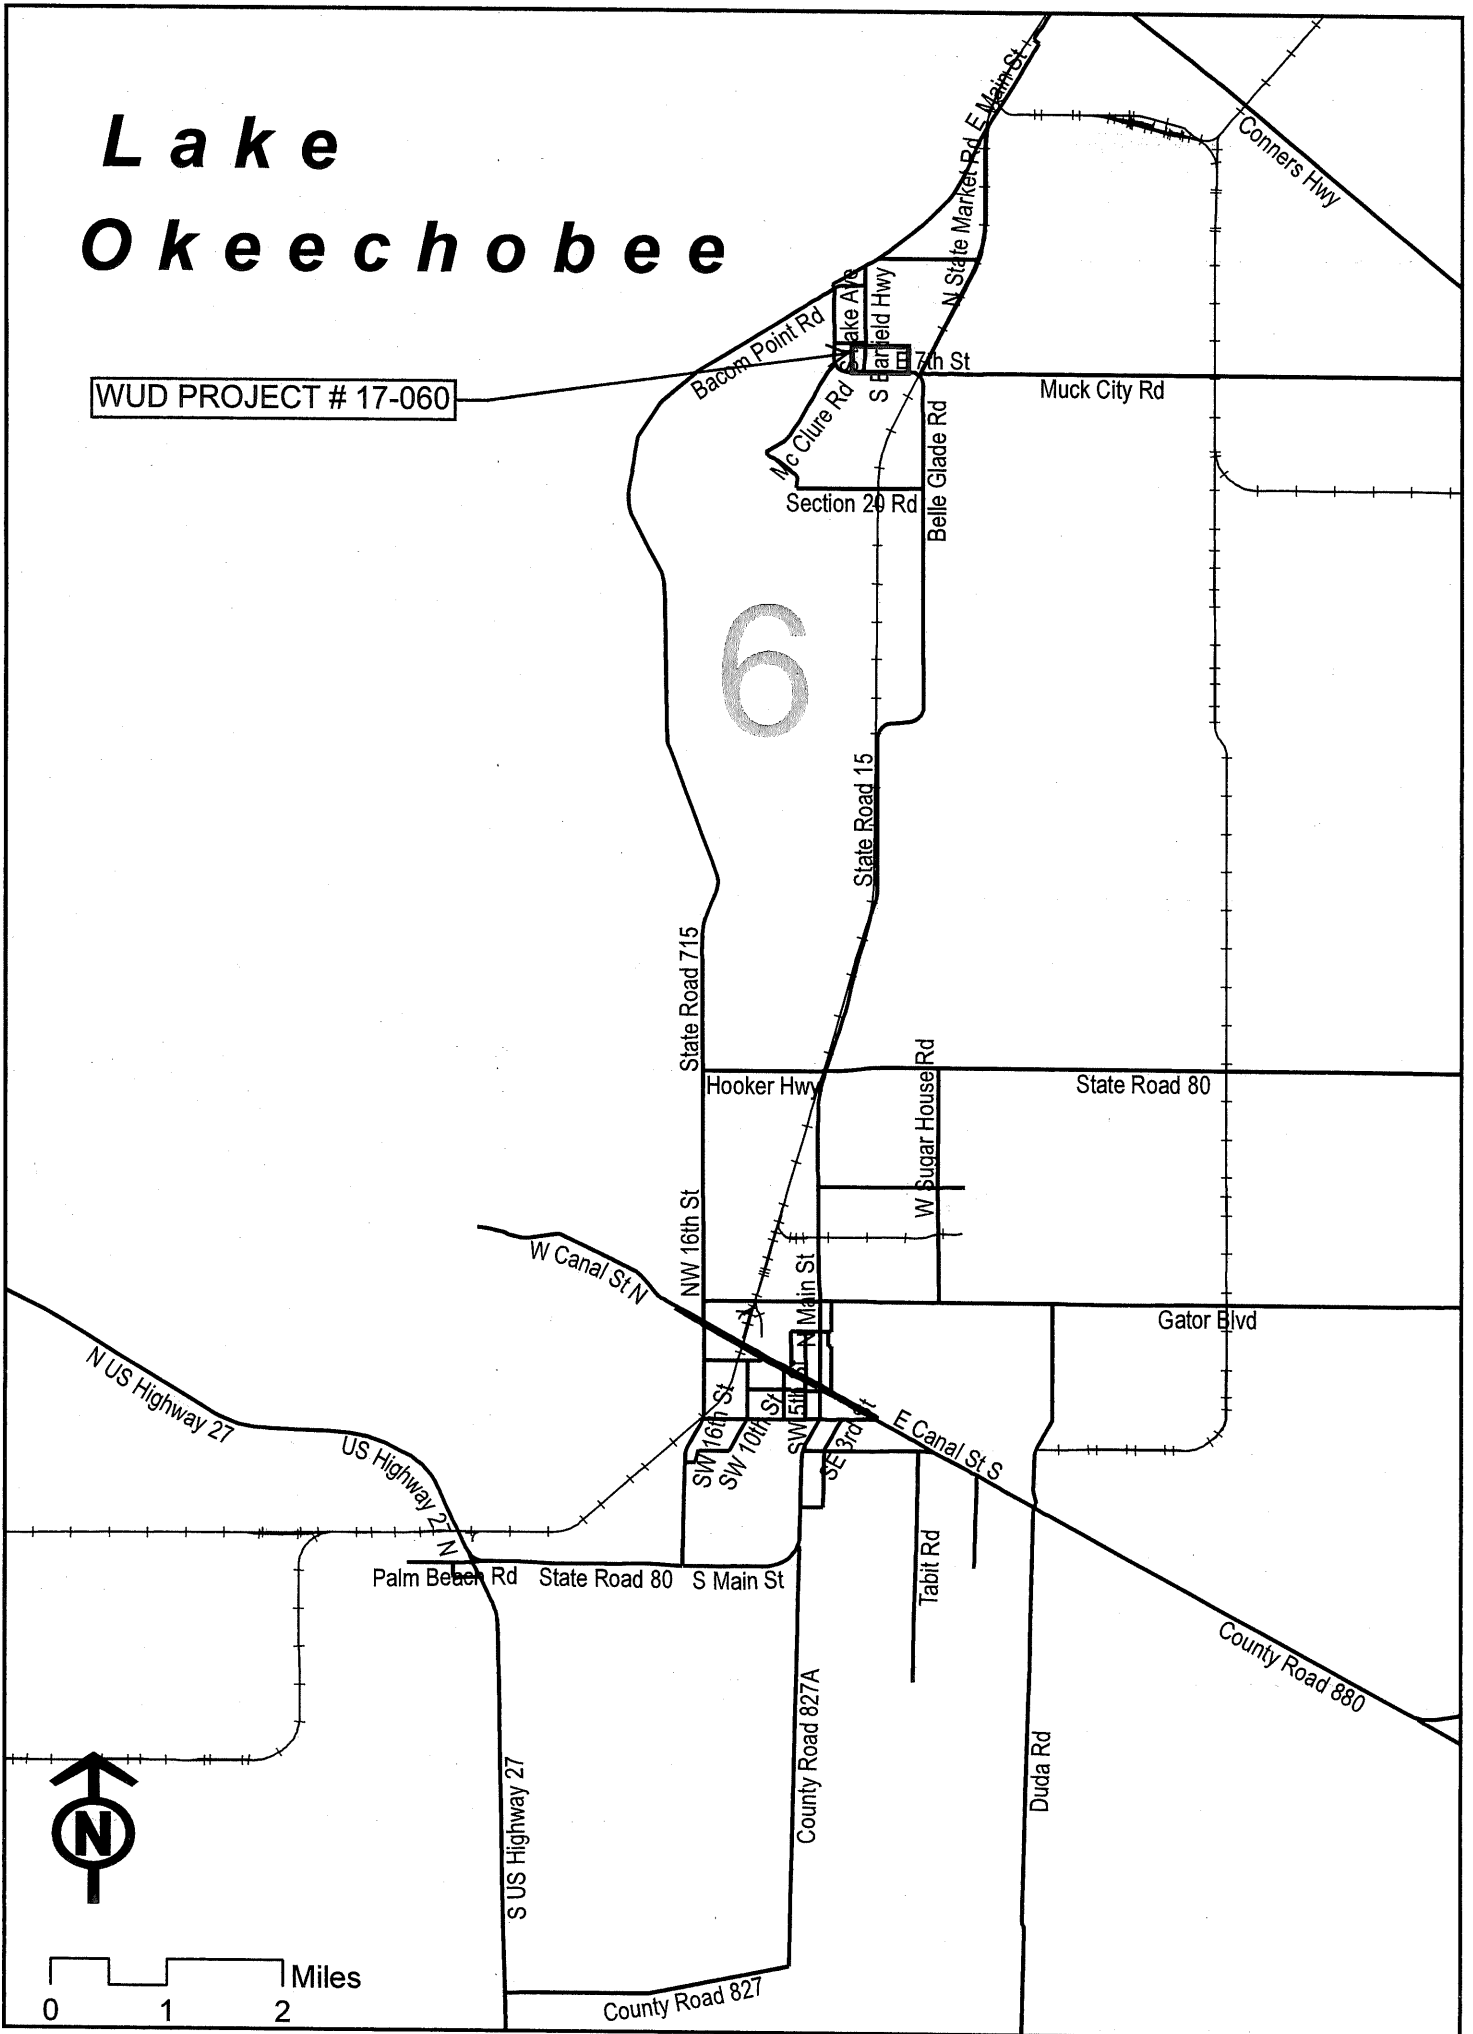 Lake
Okeechobee
E Main St
Conners Hwy
N State Market Rd
Lake Ave
S Barfield Hwy
Bacom Point Rd
E 7th St
Muck City Rd
WUD PROJECT # 17-060
Mc Clure Rd
Belle Glade Rd
Section 20 Rd
6
State Road 15
State Road 715
Hooker Hwy
State Road 80
W Sugar House Rd
NW 16th St
W Canal St N
N Main St
Gator Blvd
N US Highway 27
US Highway 27 N
SW 16th St
SW 10th St
SW 5th St
SE 3rd St
E Canal St S
Palm Beach Rd
State Road 80
S Main St
Tabit Rd
County Road 880
County Road 827A
Duda Rd
S US Highway 27
N
Miles
0 1 2
County Road 827